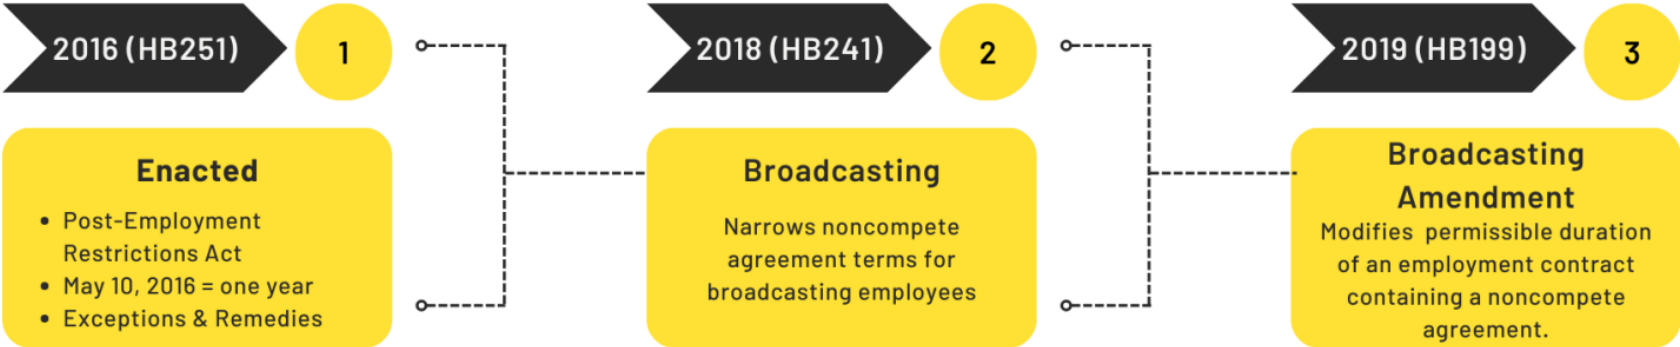 2016 (HB251)
1
Enacted
• Post-Employment
Restrictions Act
• May 10, 2016 = one year
• Exceptions & Remedies
2018 (HB241)
2
Broadcasting
Narrows noncompete
agreement terms for
broadcasting employees
2019 (HB199)
3
Broadcasting
Amendment
Modifies permissible duration
of an employment contract
containing a noncompete
agreement.